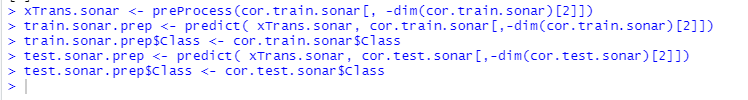 > xTrans.sonar <- preProcess(cor.train.sonar[, -dim(cor.train.sonar)[2]])
> train.sonar.prep <- predict( xTrans.sonar, cor.train.sonar[,-dim(cor.train.sonar)[2]])
> train.sonar.prep$Class <- cor.train.sonar$Class
> test.sonar.prep <- predict( xTrans.sonar, cor.test.sonar[,-dim(cor.test.sonar)[2]])
> test.sonar.prep$Class <- cor.test.sonar$Class
>